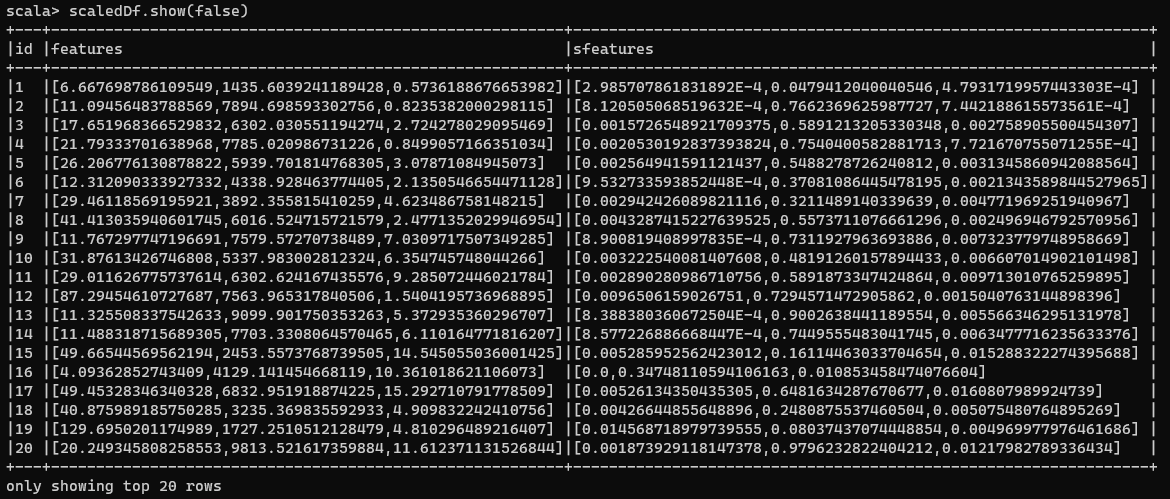 scala> scaledDf.show(false)
+---+---------------------------------------------------------+----------------------------------------------------------------+
|id |features                                                 |sfeatures                                                       |
+---+---------------------------------------------------------+----------------------------------------------------------------+
|1  |[6.667698786109549,1435.6039241189428,0.5736188676653982]|[2.985707861831892E-4,0.0479412040040546,4.7931719957443303E-4] |
|2  |[11.09456483788569,7894.698593302756,0.8235382000298115] |[8.120505068519632E-4,0.7662369625987727,7.442188615573561E-4]  |
|3  |[17.651968366529832,6302.030551194274,2.724278029095469] |[0.0015726548921709375,0.5891213205330348,0.002758905500454307] |
|4  |[21.79333701638968,7785.020986731226,0.8499057166351034] |[0.0020530192837393824,0.7540400582881713,7.721670755071255E-4] |
|5  |[26.206776130878822,5939.701814768305,3.07871084945073]  |[0.002564941591121437,0.5488278726240812,0.0031345860942088564] |
|6  |[12.312090333927332,4338.928463774405,2.1350546654471128]|[9.532733593852448E-4,0.37081086445478195,0.0021343589844527965]|
|7  |[29.46118569195921,3892.355815410259,4.623486758148215]  |[0.002942426089821116,0.3211489140339639,0.004771969251940967]  |
|8  |[41.413035940601745,6016.524715721579,2.4771352029946954]|[0.0043287415227639525,0.5573711076661296,0.002496946792570956] |
|9  |[11.767297747196691,7579.57270738489,7.0309717507349285] |[8.900819408997835E-4,0.7311927963693886,0.007323779748958669]  |
|10 |[31.87613426746808,5337.983002812324,6.354745748044266]  |[0.003222540081407608,0.48191260157894433,0.006607014902101498] |
|11 |[29.011626775737614,6302.624167435576,9.285072446021784] |[0.002890280986710756,0.5891873347424864,0.009713010765259895]  |
|12 |[87.29454610727687,7563.965317840506,1.5404195736968895] |[0.0096506159026751,0.7294571472905862,0.0015040763144898396]   |
|13 |[11.325508337542633,9099.901750353263,5.372935360296707] |[8.388380360672504E-4,0.9002638441189554,0.005566346295131978]  |
|14 |[11.488318715689305,7703.3308064570465,6.110164771816207]|[8.577226886668447E-4,0.7449555483041745,0.006347771623563​3376] |
|15 |[49.66544569562194,2453.5573768739505,14.545055036001425]|[0.005285952562423012,0.16114463033704654,0.015288322274395688] |
|16 |[4.09362852743409,4129.141454668119,10.361018621106073]  |[0.0,0.34748110594106163,0.010853458474076604]                  |
|17 |[49.45328346340328,6832.951918874225,15.292710791778509] |[0.00526134350435305,0.6481634287670677,0.0160807989924739]     |
|18 |[40.875989185750285,3235.369835592933,4.909832242410756] |[0.00426644855648896,0.2480875537460504,0.005075480764895269]   |
|19 |[129.6950201174989,1727.2510512128479,4.810296489216407] |[0.014568718979739555,0.08037437074448854,0.004969977976461686] |
|20 |[20.249345808258553,9813.521617359884,11.612371131526844]|[0.001873929118147378,0.9796232822404212,0.01217982789336434]   |
+---+---------------------------------------------------------+----------------------------------------------------------------+
only showing top 20 rows